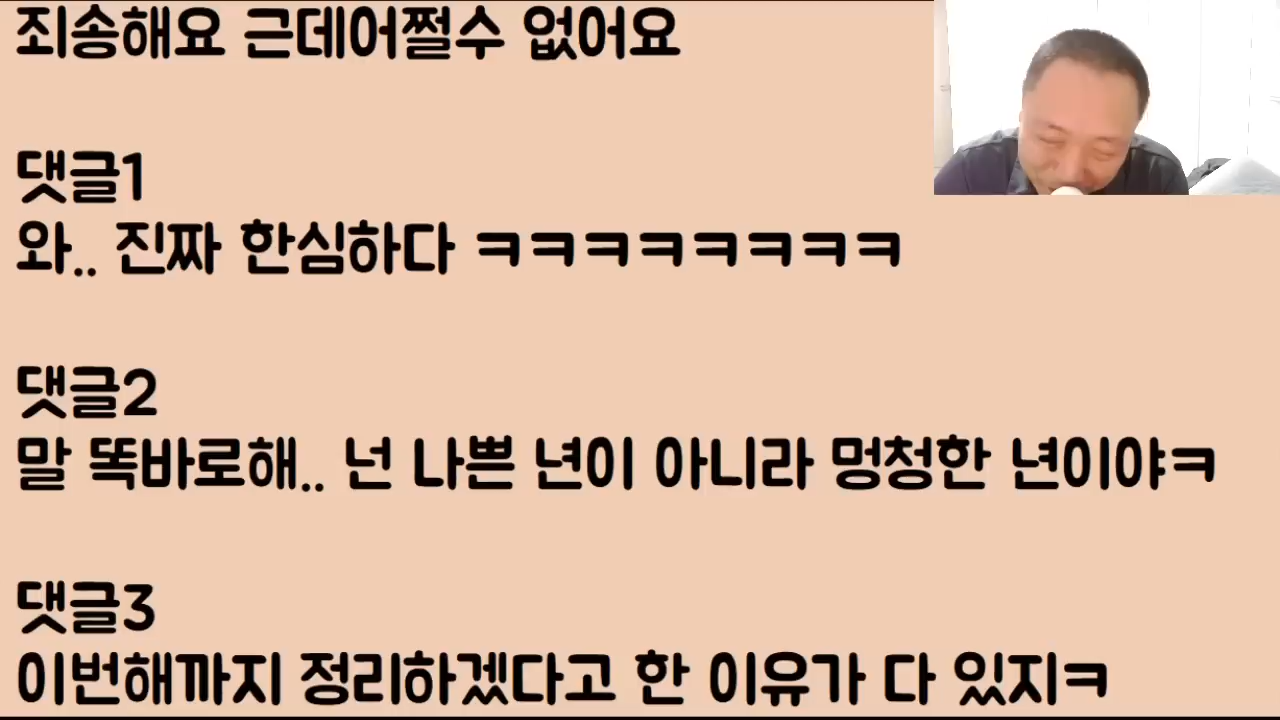 죄송해요 근데어쩔수 없어요
댓글1
와.. 진짜 한심하다 ㅋㅋㅋㅋㅋㅋㅋㅋ
댓글2
말 똑바로해.. 넌 나쁜 년이 아니라 멍청한 년이야ㅋ
댓글3
이번해까지 정리하겠다고 한 이유가 다 있지ㅋ